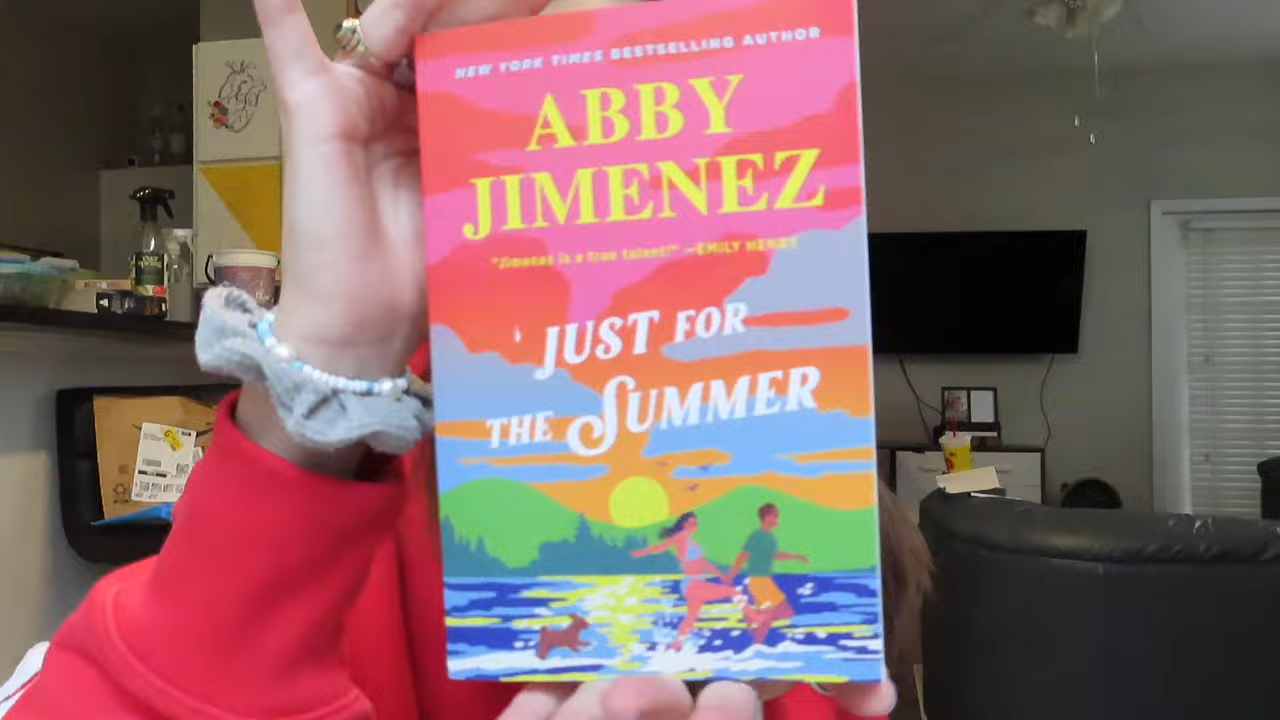 NEW YORK TIMES BESTSELLING AUTHOR
ABBY
JIMENEZ
"Jimenez is a true talent!" —EMILY HENRY
JUST FOR
THE SUMMER